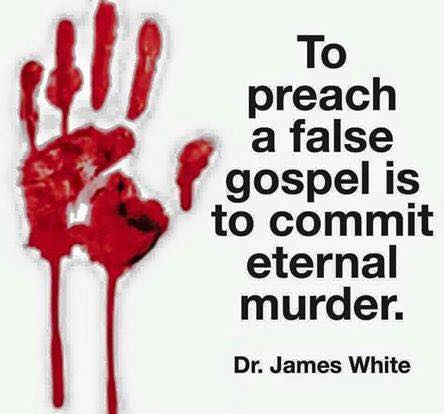 To
preach
a false
gospel is
to commit
eternal
murder.
Dr. James White